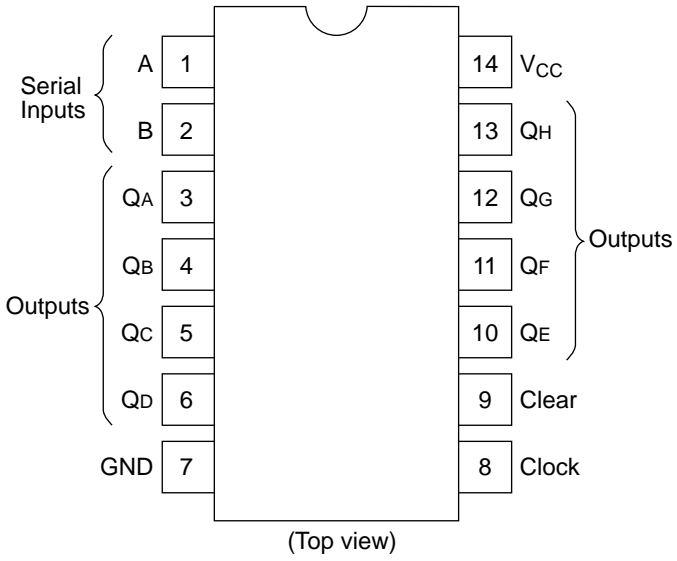 Serial
Inputs
A 1
B 2
Outputs
QA 3
QB 4
QC 5
QD 6
GND 7
14 VCC
13 QH
12 QG
11 QF
10 QE
Outputs
9 Clear
8 Clock
(Top view)